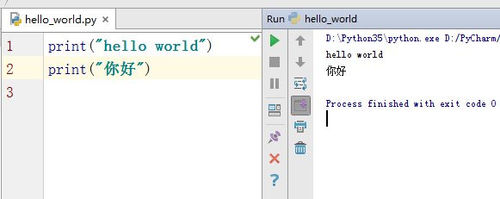 hello_world.py
1 print("hello world")
2 print("你好")
3
Run hello_world
D:\Python35\python.exe D:/PyCharm/
hello world
你好
Process finished with exit code 0